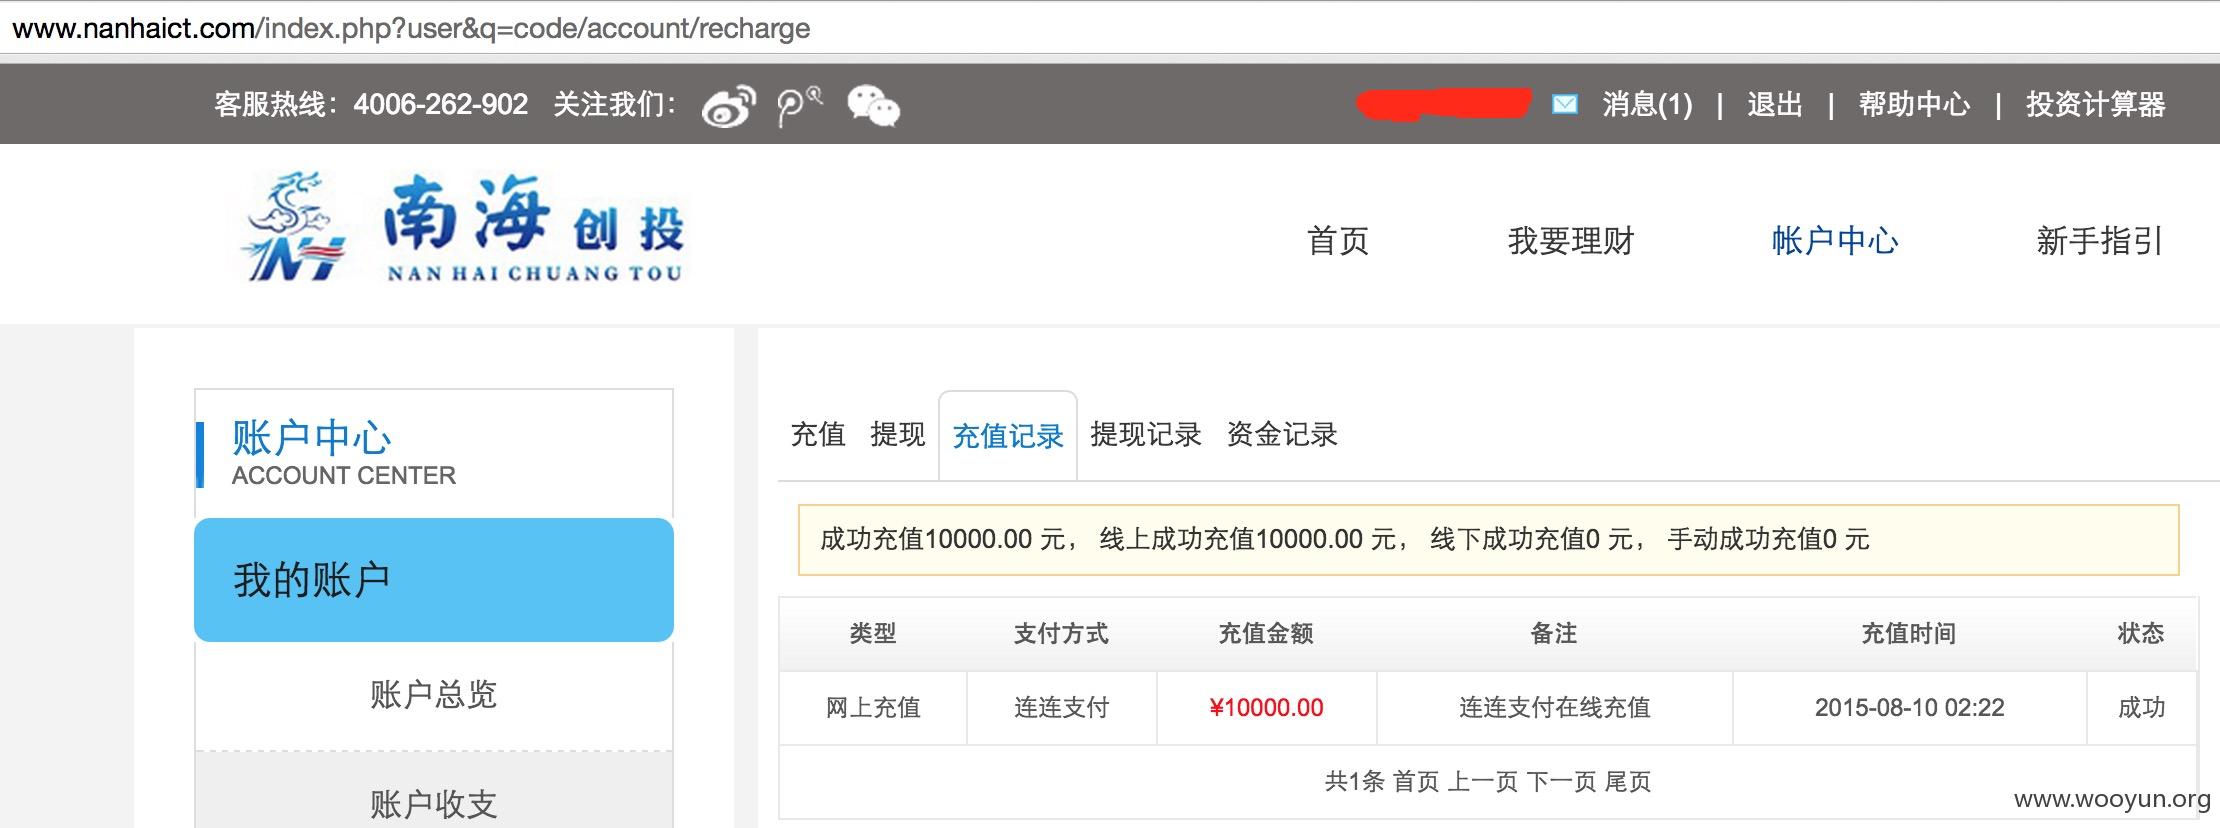 www.nanhaict.com/index.php?user&q=code/account/recharge
客服热线：4006-262-902 关注我们：
消息(1) | 退出 | 帮助中心 | 投资计算器
南海创投
NAN HAI CHUANG TOU
首页 我要理财 帐户中心 新手指引
账户中心
ACCOUNT CENTER
我的账户
账户总览
账户收支
充值 提现 充值记录 提现记录 资金记录
成功充值10000.00 元， 线上成功充值10000.00 元， 线下成功充值0 元， 手动成功充值0 元
类型 支付方式 充值金额 备注 充值时间 状态
网上充值 连连支付 ¥10000.00 连连支付在线充值 2015-08-10 02:22 成功
共1条 首页 上一页 下一页 尾页
www.wooyun.org